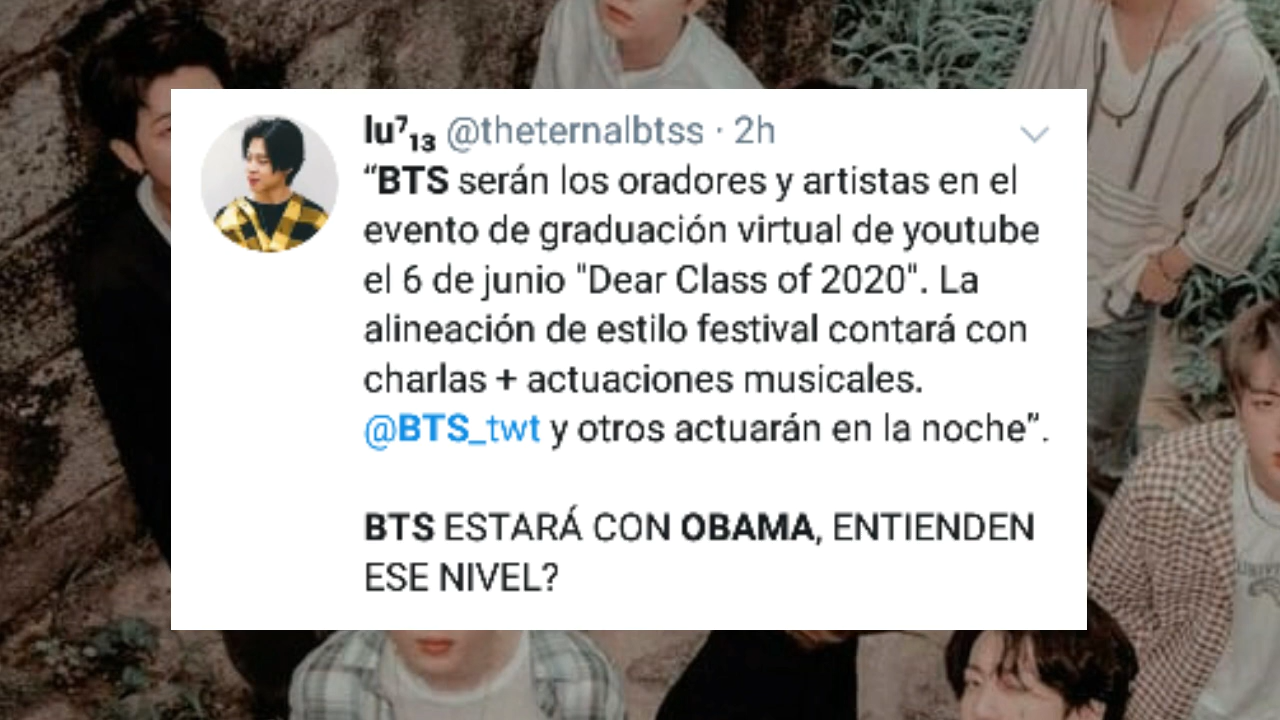 lu⁷₁₃ @theternalbtss · 2h
“BTS serán los oradores y artistas en el
evento de graduación virtual de youtube
el 6 de junio "Dear Class of 2020". La
alineación de estilo festival contará con
charlas + actuaciones musicales.
@BTS_twt y otros actuarán en la noche”.
BTS ESTARÁ CON OBAMA, ENTIENDEN
ESE NIVEL?